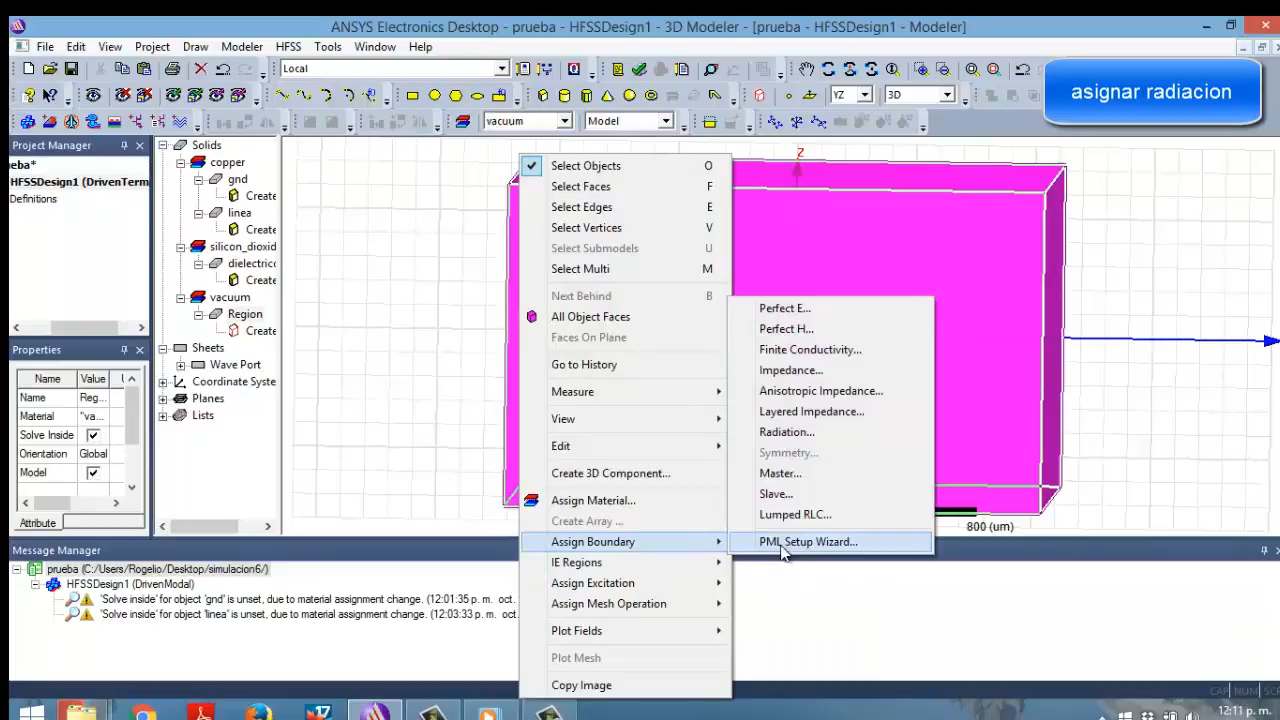 ANSYS Electronics Desktop - prueba - HFSSDesign1 - 3D Modeler - [prueba - HFSSDesign1 - Modeler]
File Edit View Project Draw Modeler HFSS Tools Window Help
Local
asignar radiacion
YZ 3D
vacuum Model
Project Manager
eba*
HFSSDesign1 (DrivenTerm
Definitions
Solids
copper
gnd
Create
linea
Create
silicon_dioxid
dielectric
Create
vacuum
Region
Create
Sheets
Wave Port
Coordinate Syste
Planes
Lists
Properties
Name Value
Name Reg...
Material "va...
Solve Inside
Orientation Global
Model
Attribute
Select Objects O
Select Faces F
Select Edges E
Select Vertices V
Select Submodels U
Select Multi M
Next Behind B
All Object Faces
Faces On Plane
Go to History
Measure
View
Edit
Create 3D Component...
Assign Material...
Create Array ...
Assign Boundary
IE Regions
Assign Excitation
Assign Mesh Operation
Plot Fields
Plot Mesh
Copy Image
Perfect E...
Perfect H...
Finite Conductivity...
Impedance...
Anisotropic Impedance...
Layered Impedance...
Radiation...
Symmetry...
Master...
Slave...
Lumped RLC...
PML Setup Wizard...
Z
800 (um)
Message Manager
prueba (C:/Users/Rogelio/Desktop/simulacion6/)
HFSSDesign1 (DrivenModal)
'Solve inside' for object 'gnd' is unset, due to material assignment change. (12:01:35 p. m. oct.
'Solve inside' for object 'linea' is unset, due to material assignment change. (12:03:33 p. m. oct.
CAP NUM SCR
17
12:11 p. m.